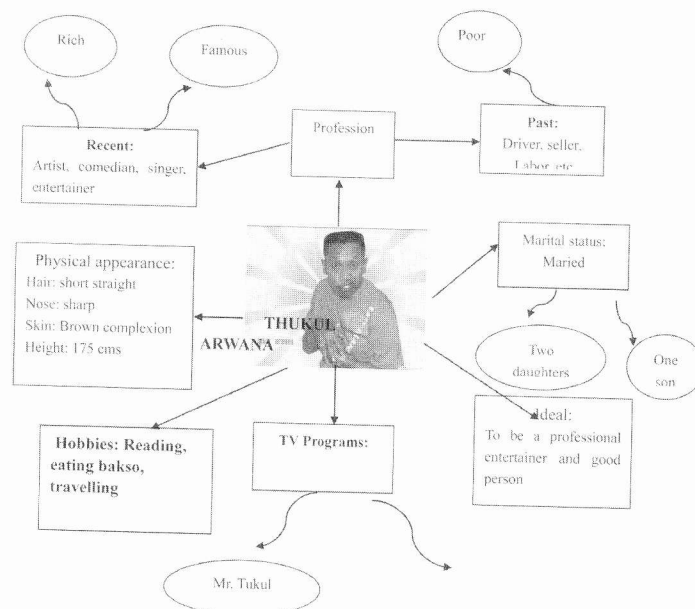 Rich
Famous
Poor
Recent:
Artist, comedian, singer,
entertainer
Profession
Past:
Driver, seller,
Labor, etc
Physical appearance:
Hair: short straight
Nose: sharp
Skin: Brown complexion
Height: 175 cms
THUKUL
ARWANA
Marital status:
Maried
Two
daughters
One
son
Hobbies: Reading,
eating bakso,
travelling
TV Programs:
Ideal:
To be a professional
entertainer and good
person
Mr. Tukul